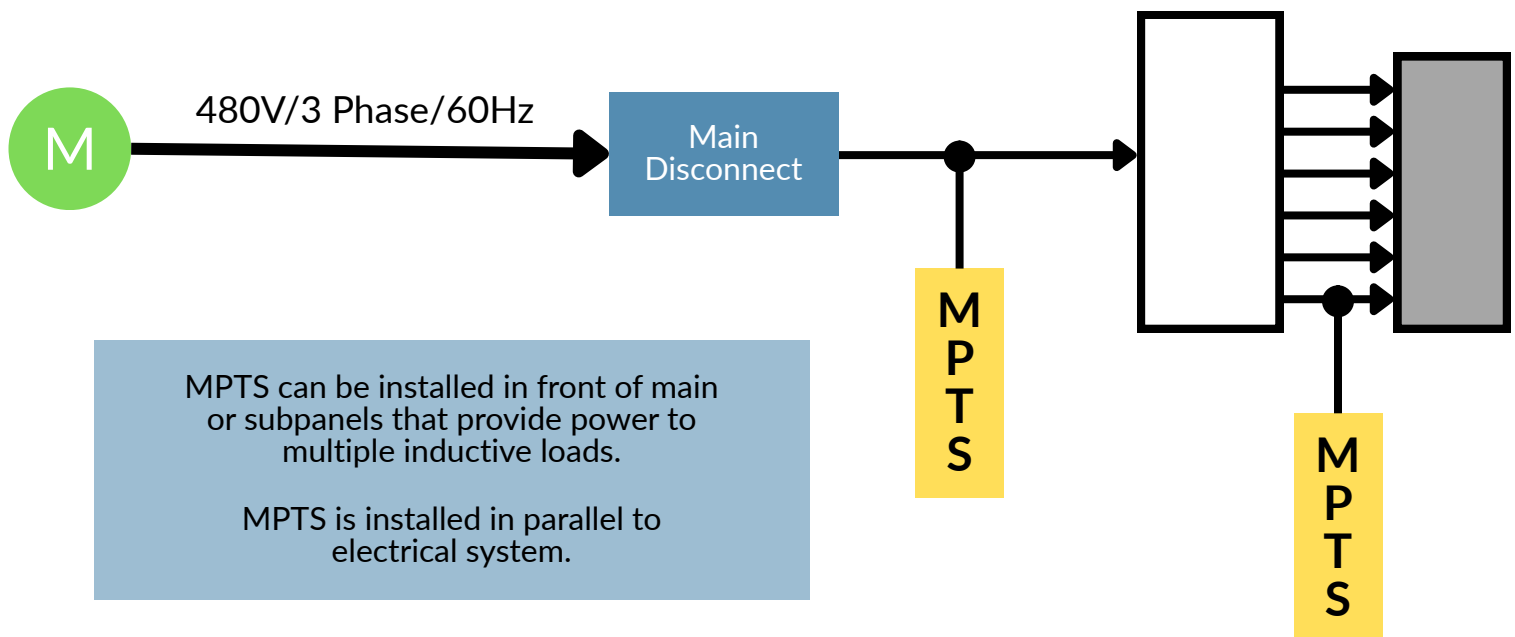 M
480V/3 Phase/60Hz
Main
Disconnect
M
P
T
S
M
P
T
S
MPTS can be installed in front of main
or subpanels that provide power to
multiple inductive loads.
MPTS is installed in parallel to
electrical system.